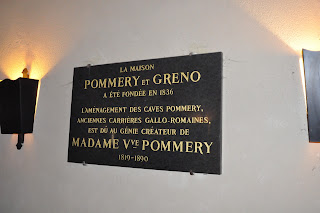 LA MAISON
POMMERY ET GRENO
A ÉTÉ FONDÉE EN 1836
L'AMÉNAGEMENT DES CAVES POMMERY,
ANCIENNES CARRIÈRES GALLO-ROMAINES,
EST DÛ AU GÉNIE CRÉATEUR DE
MADAME VVE POMMERY
1819-1890